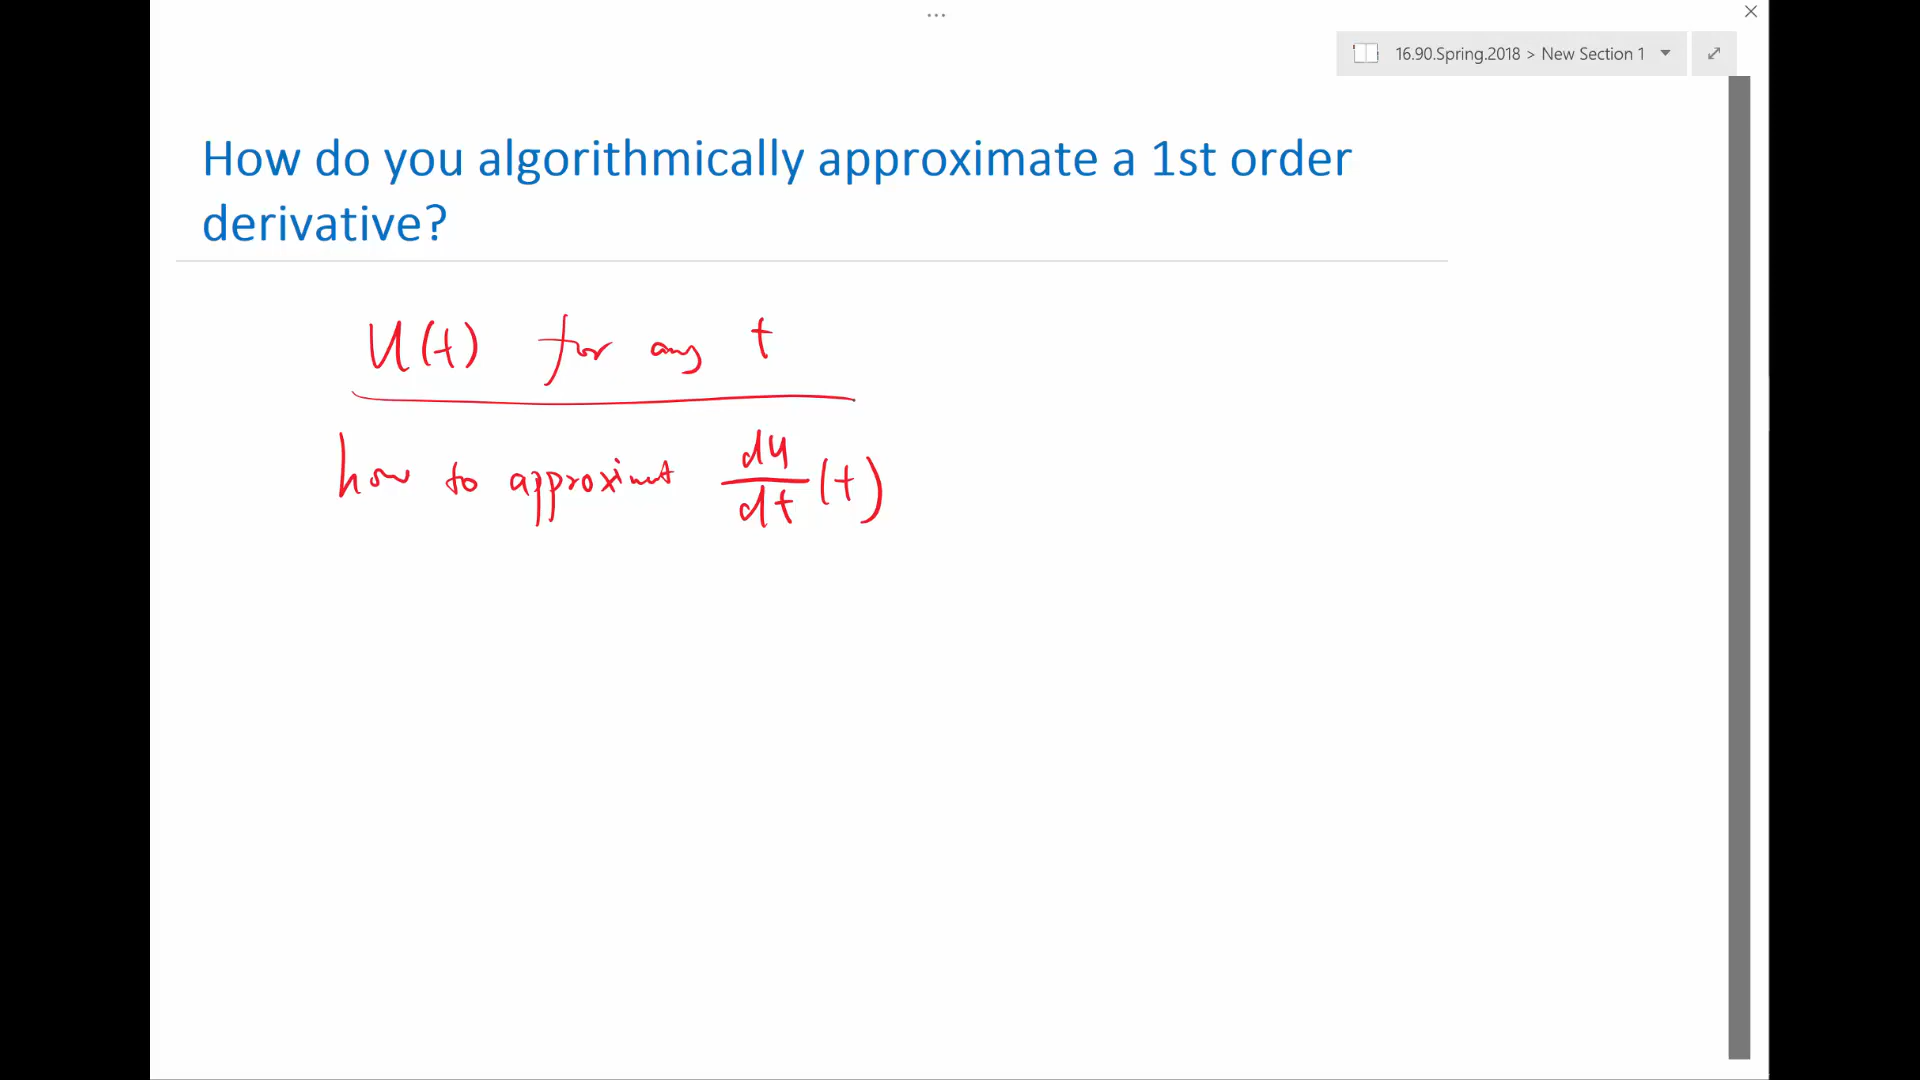 ...
16.90.Spring.2018 > New Section 1
How do you algorithmically approximate a 1st order
derivative?
U(t) for any t
how to approximt du/dt (t)